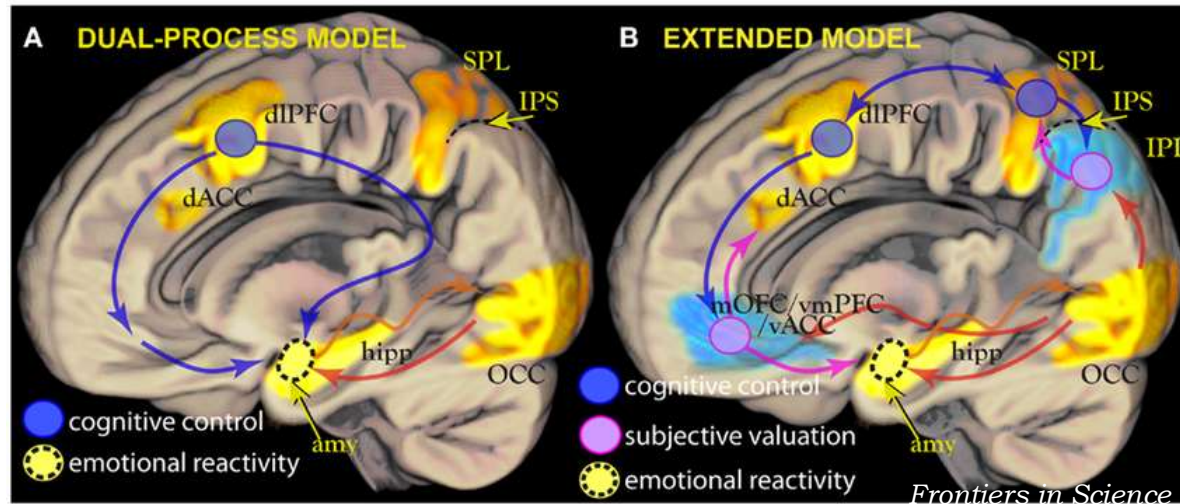 A DUAL-PROCESS MODEL
SPL
IPS
dlPFC
dACC
hipp
OCC
amy
cognitive control
emotional reactivity
B EXTENDED MODEL
SPL
IPS
IPL
dlPFC
dACC
mOFC/vmPFC
/vACC
hipp
OCC
amy
cognitive control
subjective valuation
emotional reactivity
Frontiers in Science